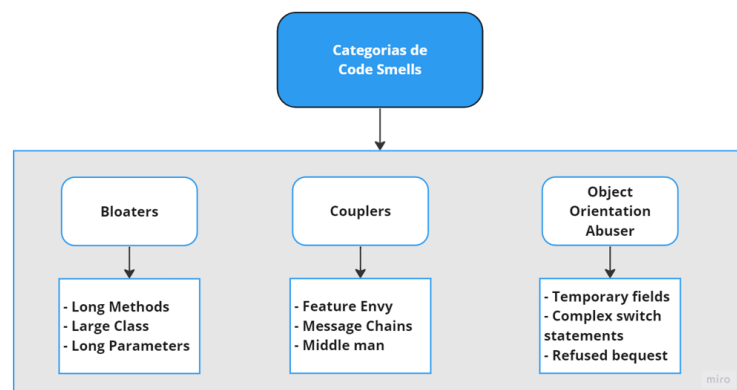 Categorias de
Code Smells
Bloaters
Couplers
Object
Orientation
Abuser
- Long Methods
- Large Class
- Long Parameters
- Feature Envy
- Message Chains
- Middle man
- Temporary fields
- Complex switch
statements
- Refused bequest
miro